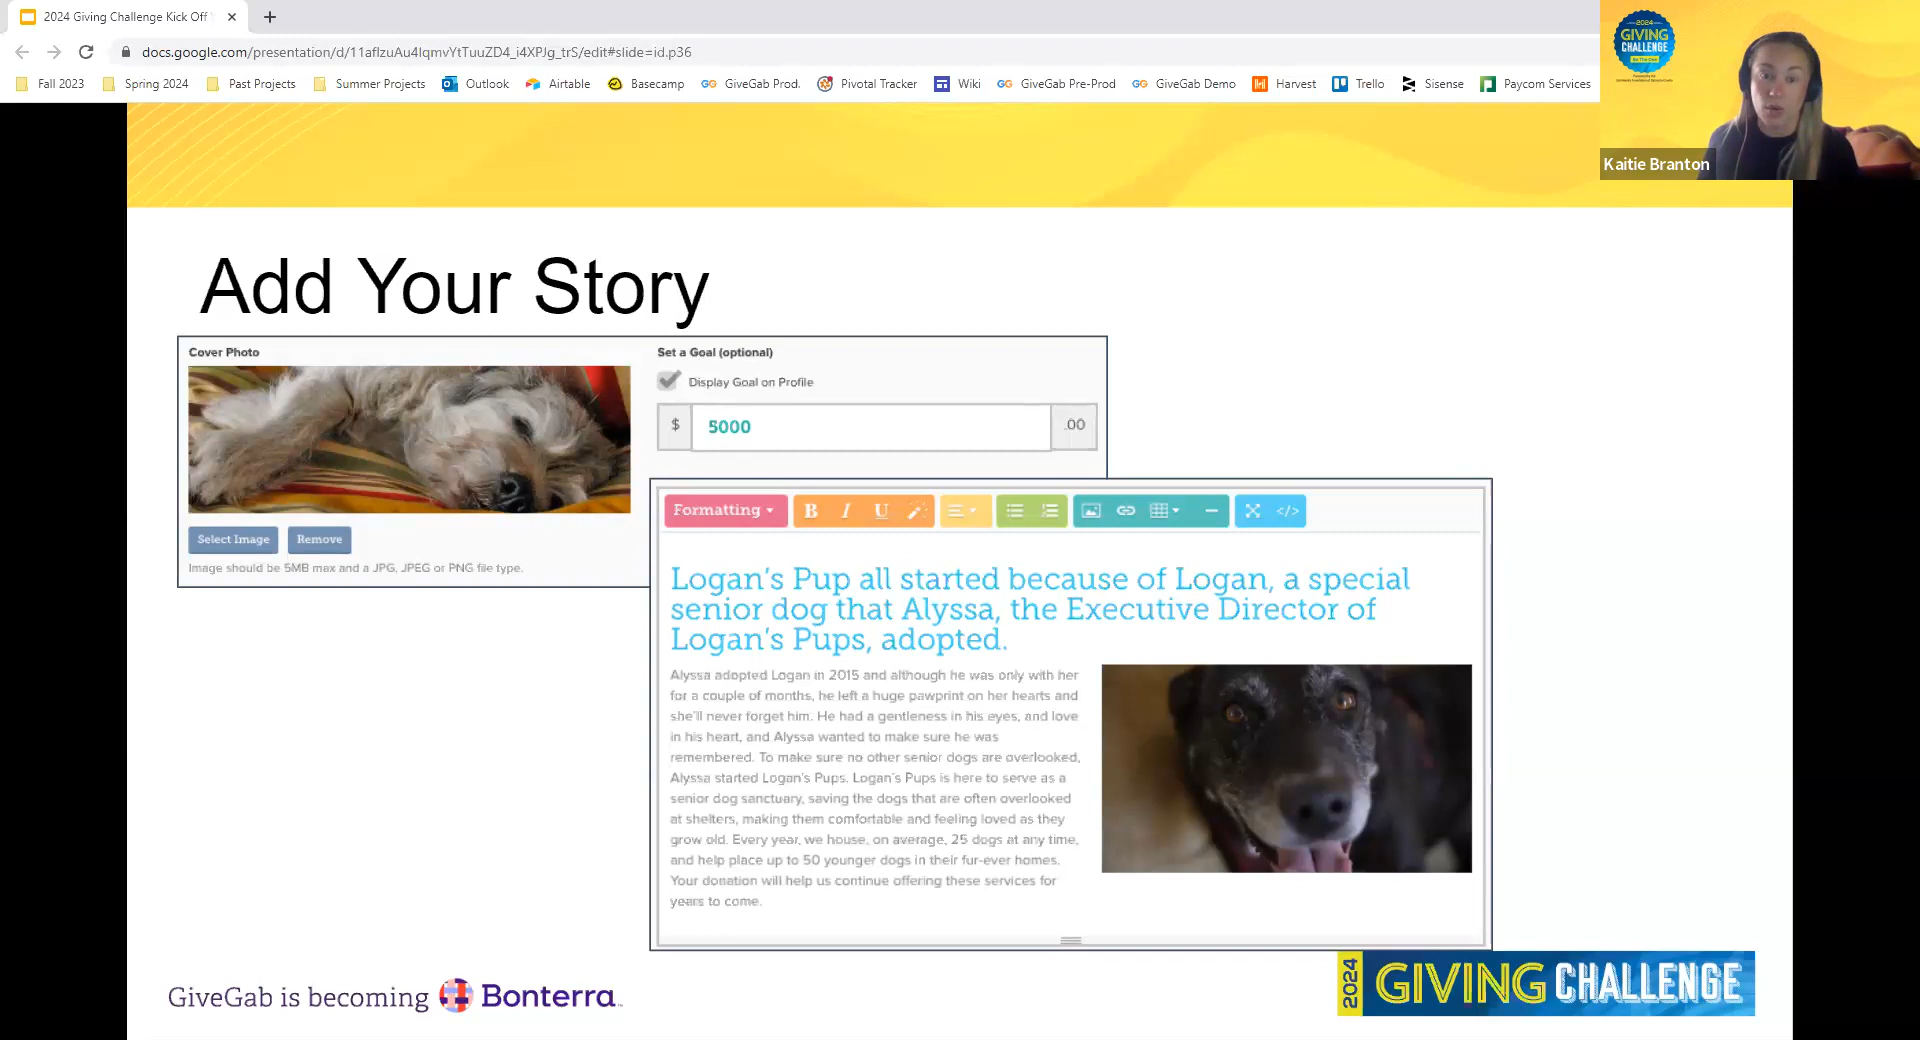 2024 Giving Challenge Kick Off
docs.google.com/presentation/d/11aflzuAu4lqmvYtTuuZD4_i4XPJg_trS/edit#slide=id.p36
Fall 2023
Spring 2024
Past Projects
Summer Projects
Outlook
Airtable
Basecamp
GiveGab Prod.
Pivotal Tracker
Wiki
GiveGab Pre-Prod
GiveGab Demo
Harvest
Trello
Sisense
Paycom Services
2024
GIVING
CHALLENGE
Be The One
Kaitie Branton
Add Your Story
Cover Photo
Select Image
Remove
Image should be 5MB max and a JPG, JPEG or PNG file type.
Set a Goal (optional)
Display Goal on Profile
$ 5000 .00
Formatting
B I U
</>
Logan's Pup all started because of Logan, a special
senior dog that Alyssa, the Executive Director of
Logan's Pups, adopted.
Alyssa adopted Logan in 2015 and although he was only with her
for a couple of months, he left a huge pawprint on her hearts and
she'll never forget him. He had a gentleness in his eyes, and love
in his heart, and Alyssa wanted to make sure he was
remembered. To make sure no other senior dogs are overlooked,
Alyssa started Logan's Pups. Logan's Pups is here to serve as a
senior dog sanctuary, saving the dogs that are often overlooked
at shelters, making them comfortable and feeling loved as they
grow old. Every year, we house, on average, 25 dogs at any time,
and help place up to 50 younger dogs in their fur-ever homes.
Your donation will help us continue offering these services for
years to come.
GiveGab is becoming Bonterra™
2024 GIVING CHALLENGE